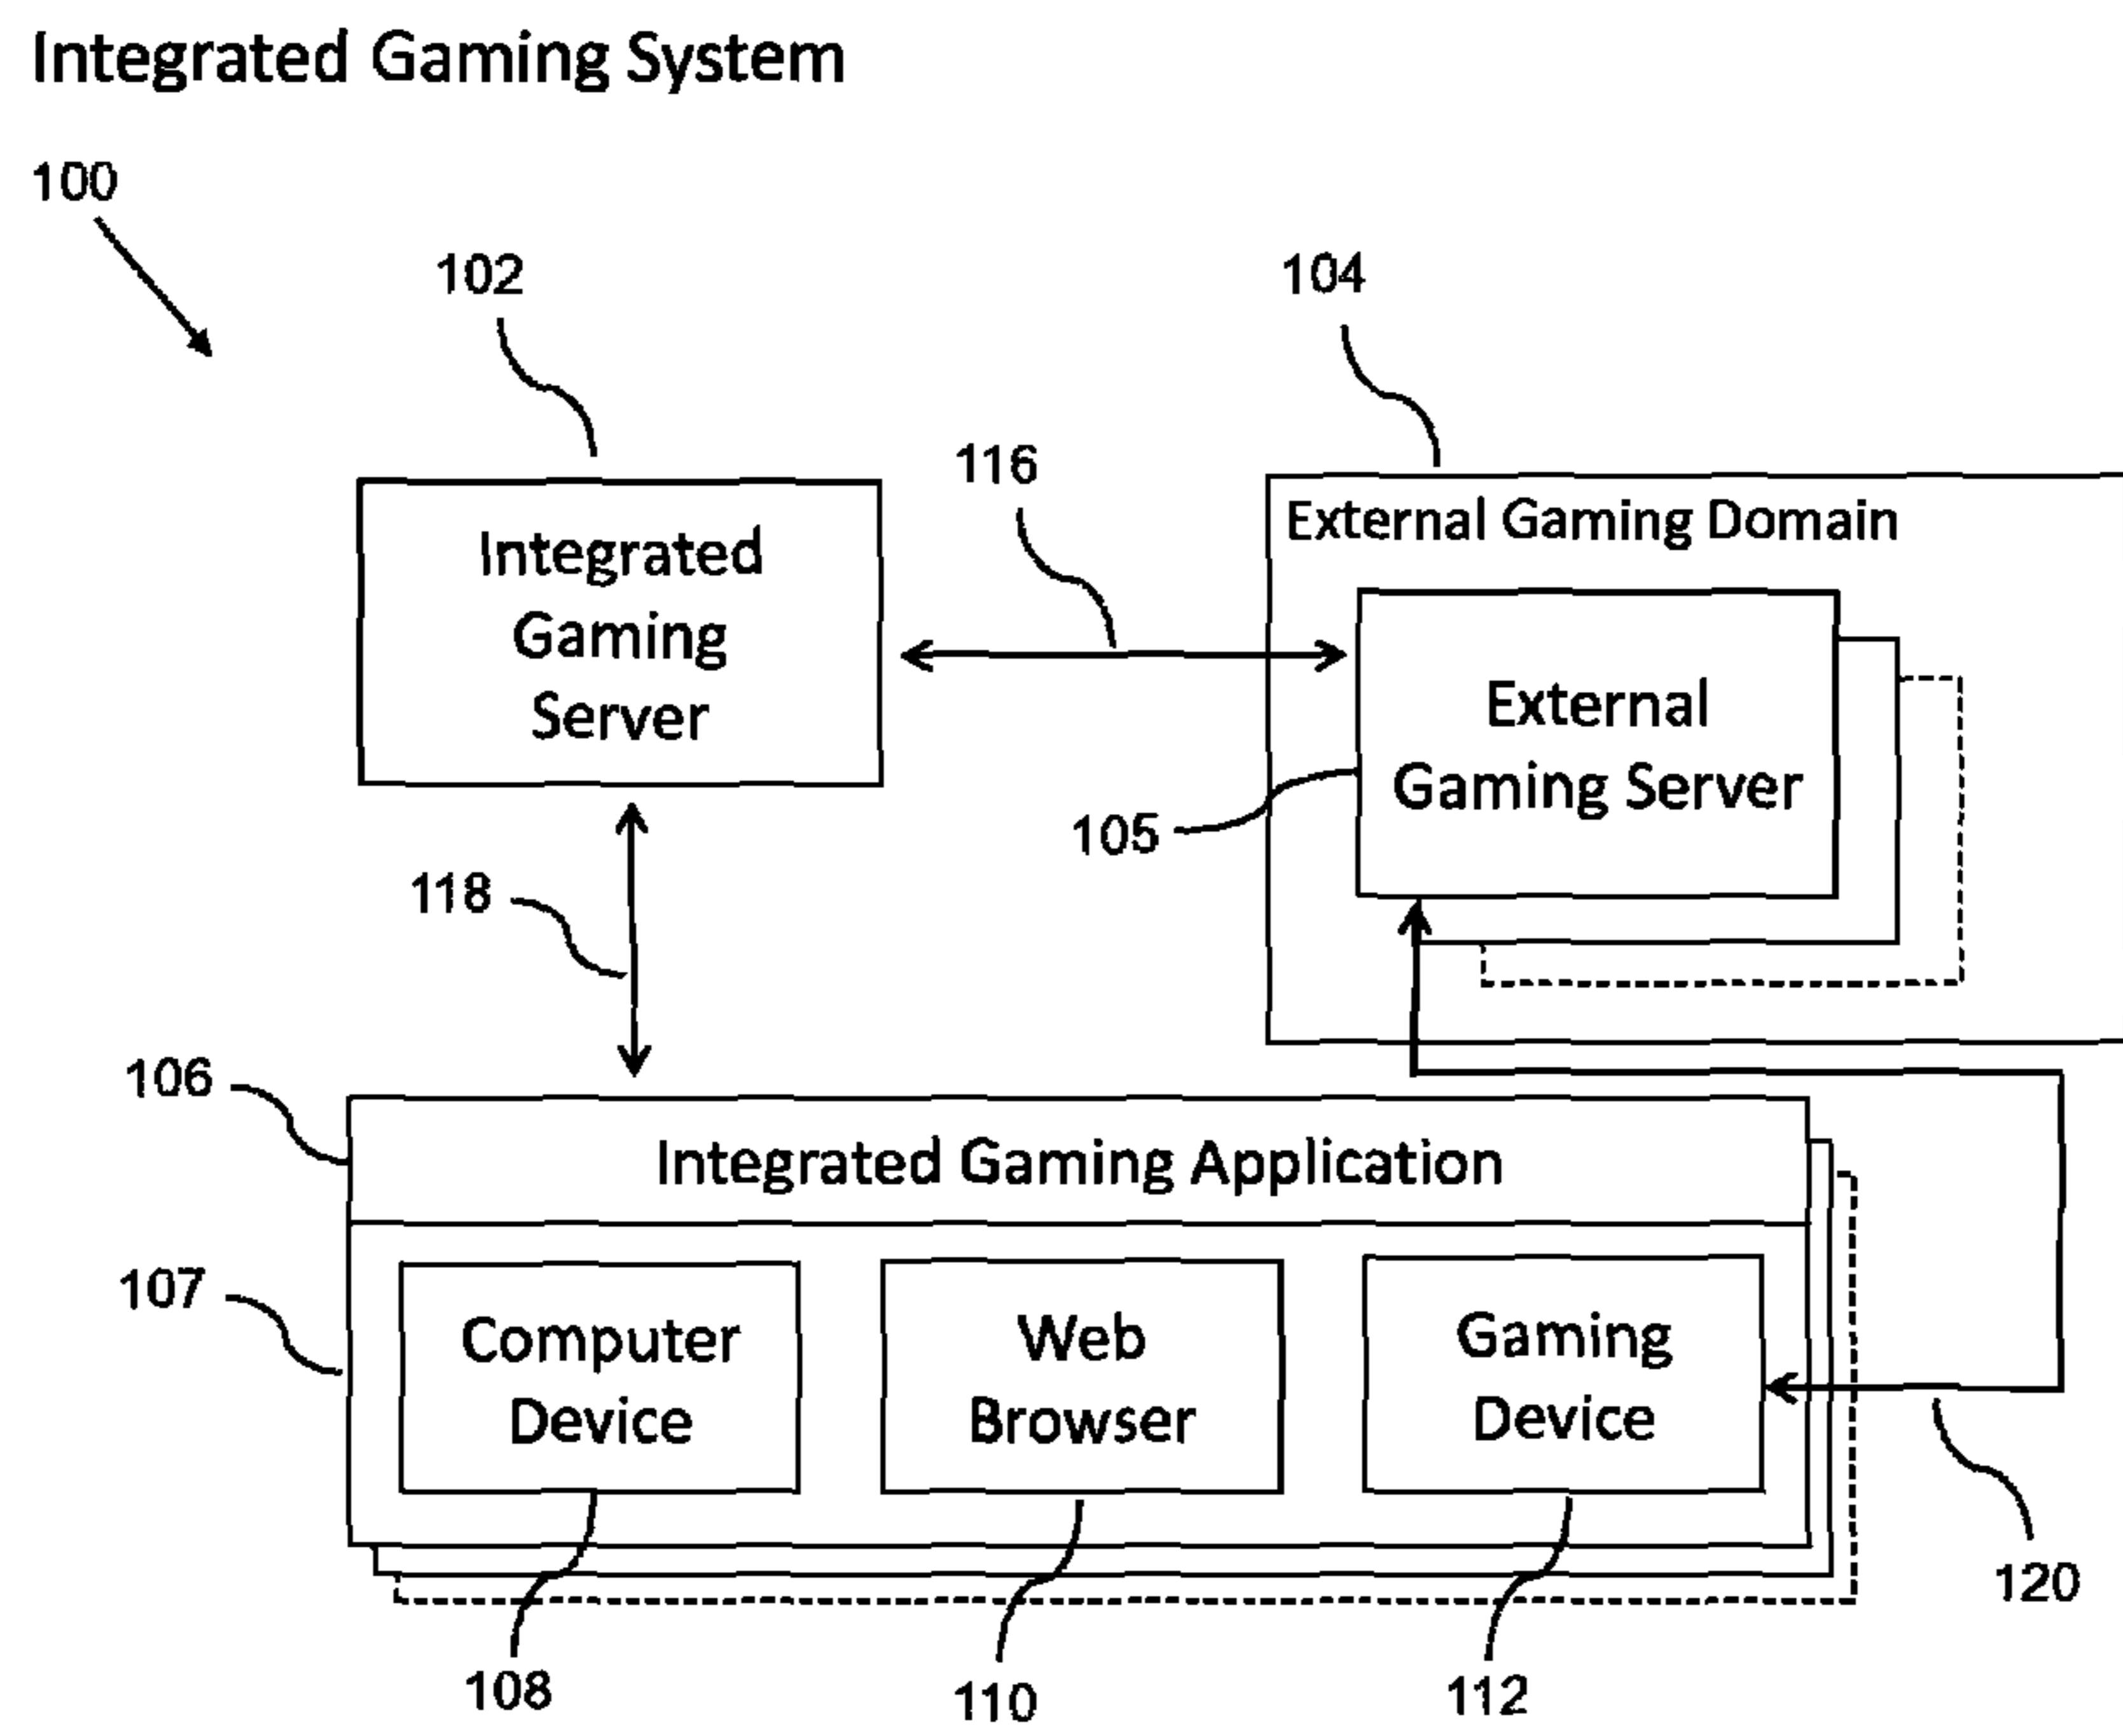 Integrated Gaming System
100
102
104
116
External Gaming Domain
Integrated
Gaming
Server
External
Gaming Server
105
118
106
Integrated Gaming Application
107
Computer
Device
Web
Browser
Gaming
Device
120
108
110
112